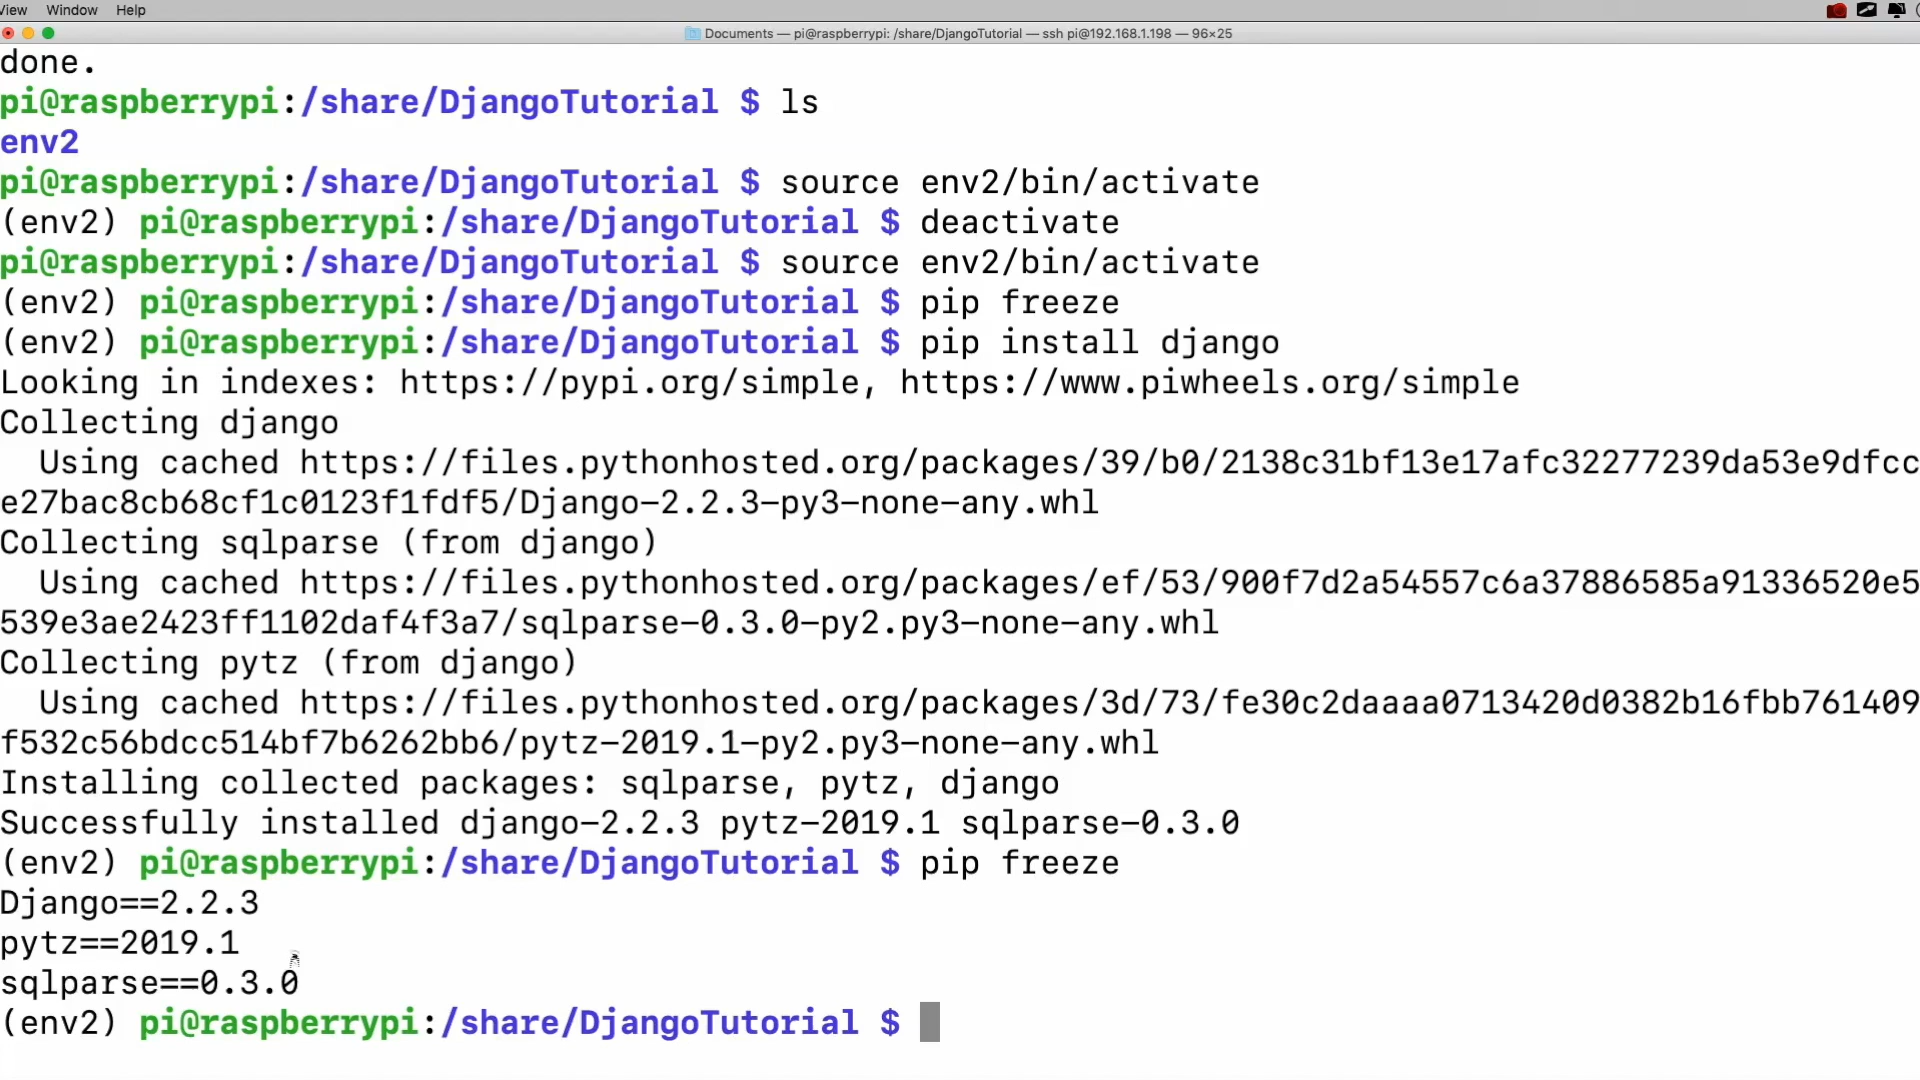 View Window Help
Documents — pi@raspberrypi: /share/DjangoTutorial — ssh pi@192.168.1.198 — 96×25
done.
pi@raspberrypi:/share/DjangoTutorial $ ls
env2
pi@raspberrypi:/share/DjangoTutorial $ source env2/bin/activate
(env2) pi@raspberrypi:/share/DjangoTutorial $ deactivate
pi@raspberrypi:/share/DjangoTutorial $ source env2/bin/activate
(env2) pi@raspberrypi:/share/DjangoTutorial $ pip freeze
(env2) pi@raspberrypi:/share/DjangoTutorial $ pip install django
Looking in indexes: https://pypi.org/simple, https://www.piwheels.org/simple
Collecting django
  Using cached https://files.pythonhosted.org/packages/39/b0/2138c31bf13e17afc32277239da53e9dfcc
e27bac8cb68cf1c0123f1fdf5/Django-2.2.3-py3-none-any.whl
Collecting sqlparse (from django)
  Using cached https://files.pythonhosted.org/packages/ef/53/900f7d2a54557c6a37886585a91336520e5
539e3ae2423ff1102daf4f3a7/sqlparse-0.3.0-py2.py3-none-any.whl
Collecting pytz (from django)
  Using cached https://files.pythonhosted.org/packages/3d/73/fe30c2daaaa0713420d0382b16fbb761409
f532c56bdcc514bf7b6262bb6/pytz-2019.1-py2.py3-none-any.whl
Installing collected packages: sqlparse, pytz, django
Successfully installed django-2.2.3 pytz-2019.1 sqlparse-0.3.0
(env2) pi@raspberrypi:/share/DjangoTutorial $ pip freeze
Django==2.2.3
pytz==2019.1
sqlparse==0.3.0
(env2) pi@raspberrypi:/share/DjangoTutorial $